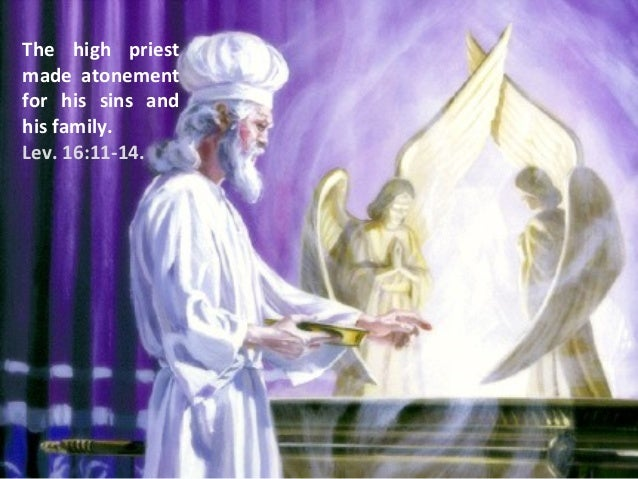 The high priest
made atonement
for his sins and
his family.
Lev. 16:11-14.